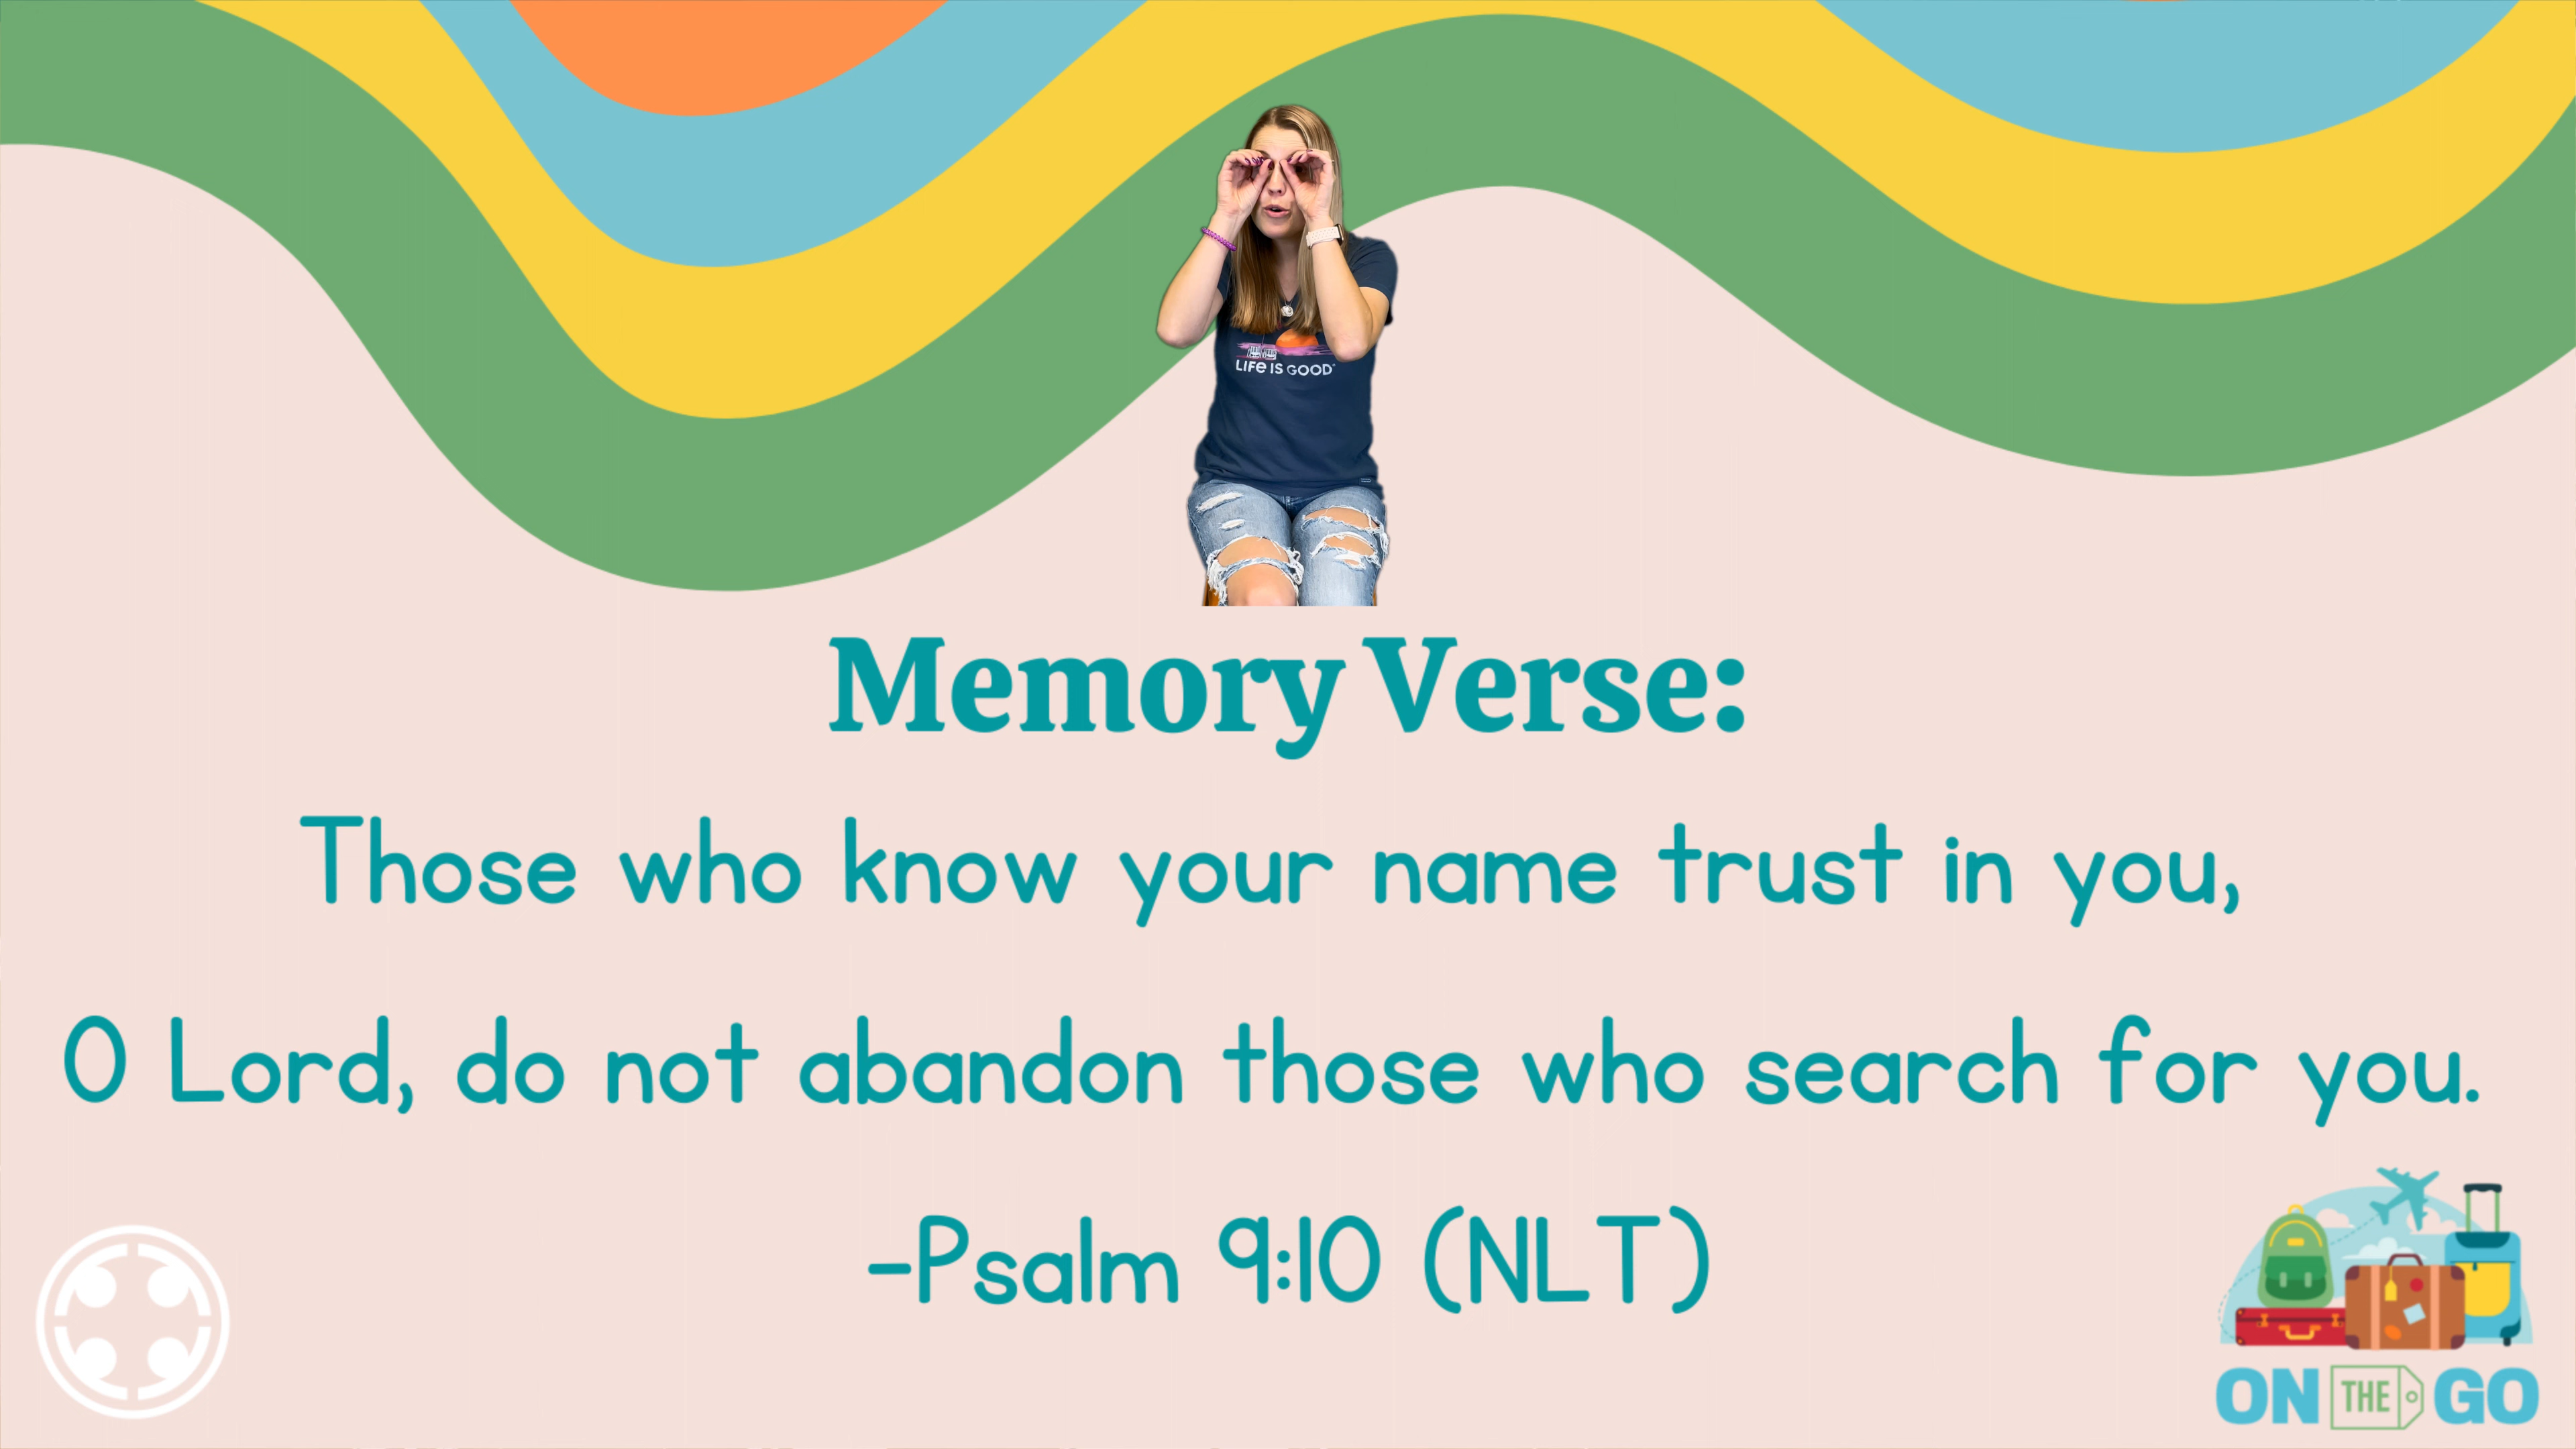 LIFE IS GOOD
Memory Verse:
Those who know your name trust in you,
O Lord, do not abandon those who search for you.
-Psalm 9:10 (NLT)
ON THE GO